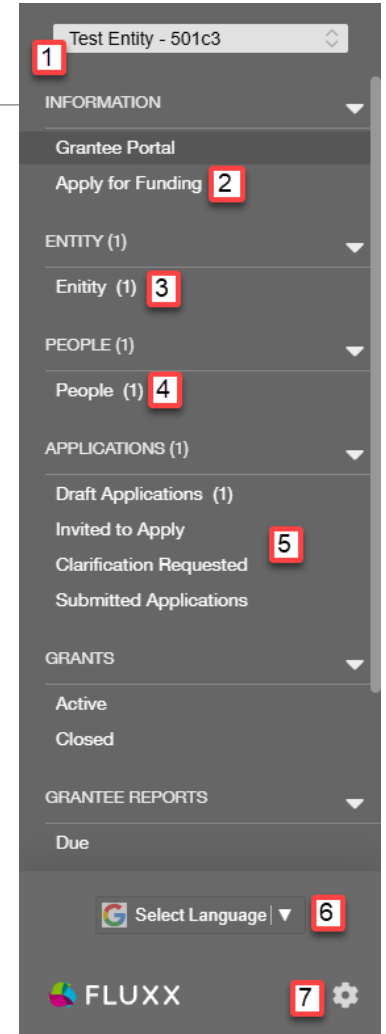 Test Entity - 501c3
1
INFORMATION
Grantee Portal
Apply for Funding 2
ENTITY (1)
Enitity (1) 3
PEOPLE (1)
People (1) 4
APPLICATIONS (1)
Draft Applications (1)
Invited to Apply
5
Clarification Requested
Submitted Applications
GRANTS
Active
Closed
GRANTEE REPORTS
Due
G Select Language ▼ 6
FLUXX 7